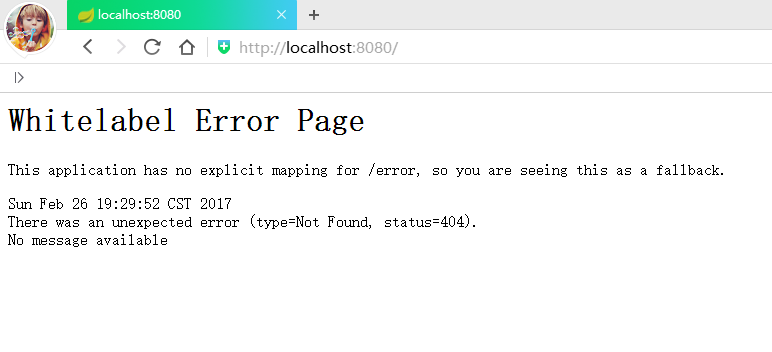 localhost:8080
http://localhost:8080/
Whitelabel Error Page
This application has no explicit mapping for /error, so you are seeing this as a fallback.
Sun Feb 26 19:29:52 CST 2017
There was an unexpected error (type=Not Found, status=404).
No message available